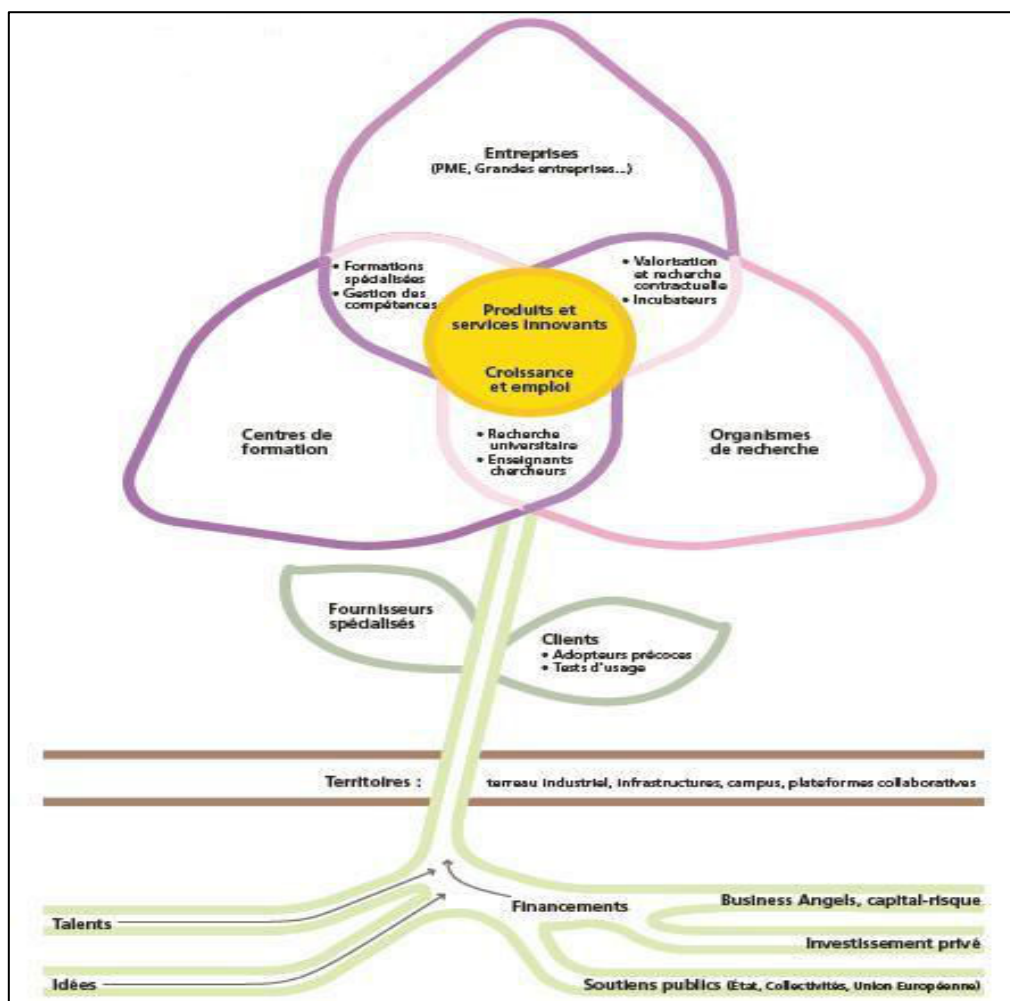 Entreprises
(PME, Grandes entreprises...)
• Formations
spécialisées
• Gestion des
compétences
• Valorisation
et recherche
contractuelle
• Incubateurs
Produits et
services innovants
Croissance
et emploi
Centres de
formation
• Recherche
universitaire
• Enseignants
chercheurs
Organismes
de recherche
Fournisseurs
spécialisés
Clients
• Adopteurs précoces
• Tests d'usage
Territoires : terreau industriel, infrastructures, campus, plateformes collaboratives
Talents
Idées
Financements
Business Angels, capital-risque
Investissement privé
Soutiens publics (État, Collectivités, Union Européenne)